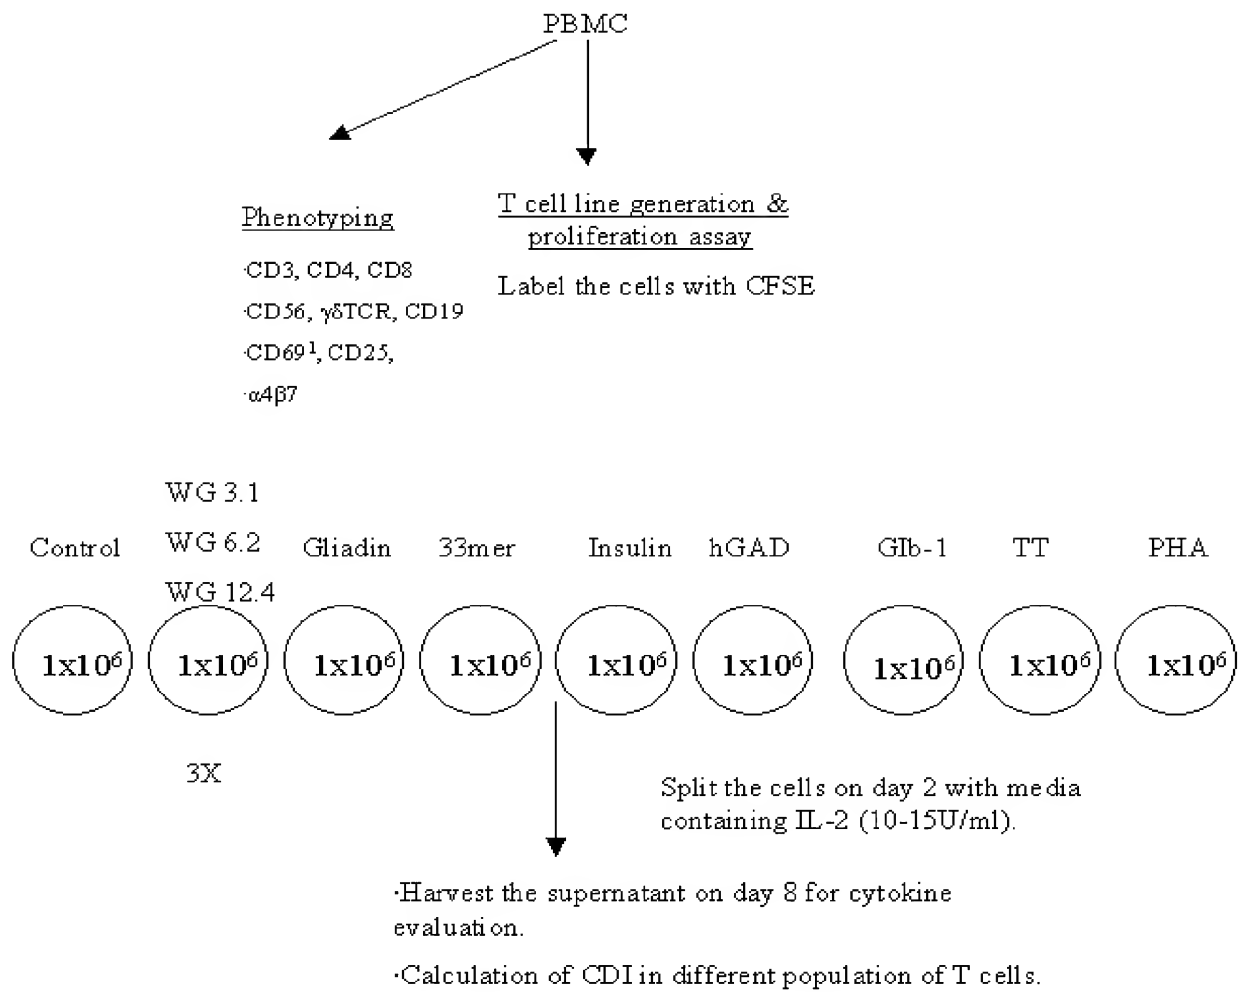 PBMC
Phenotyping
·CD3, CD4, CD8
·CD56, γδTCR, CD19
·CD69¹, CD25,
·α4β7
T cell line generation &
proliferation assay
Label the cells with CFSE
WG 3.1
WG 6.2
WG 12.4
Control
Gliadin
33mer
Insulin
hGAD
Glb-1
TT
PHA
1x10⁶
1x10⁶
1x10⁶
1x10⁶
1x10⁶
1x10⁶
1x10⁶
1x10⁶
1x10⁶
3X
Split the cells on day 2 with media
containing IL-2 (10-15U/ml).
·Harvest the supernatant on day 8 for cytokine
evaluation.
·Calculation of CDI in different population of T cells.